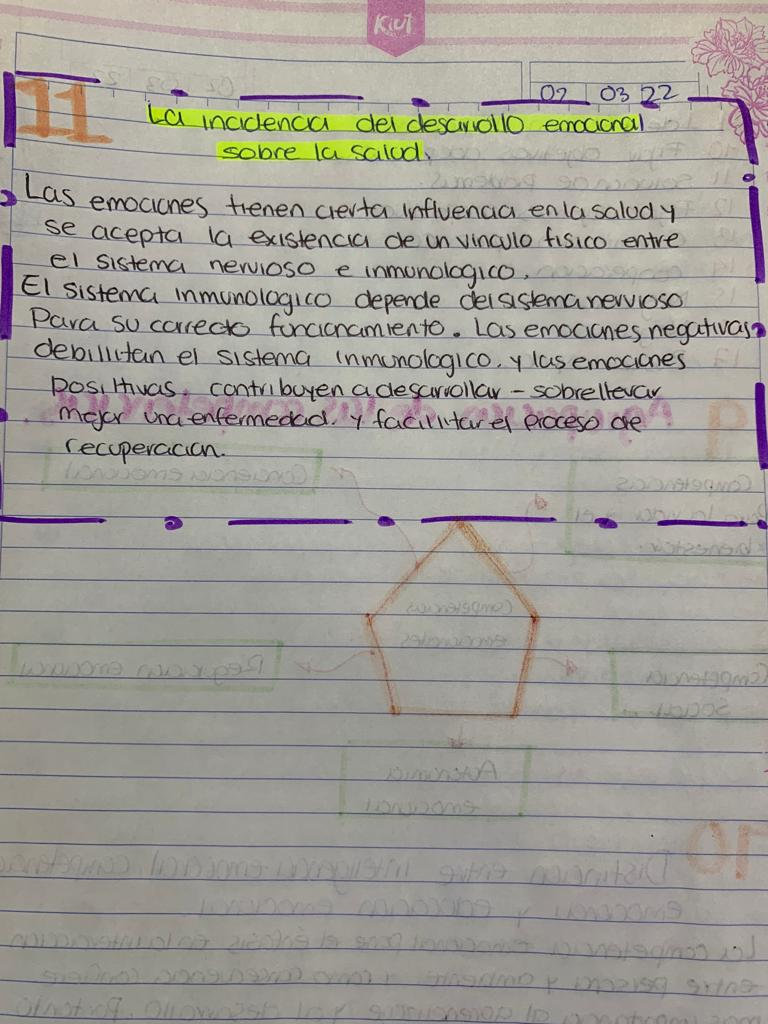 KIUT
02 03 22
11
La incidencia del desarrollo emocional
sobre la salud.
Las emociones tienen cierta influencia en la salud y
se acepta la existencia de un vinculo fisico entre
el sistema nervioso e inmunologico.
El sistema inmunologico depende del sistema nervioso
Para su correcto funcionamiento. Las emociones negativas
debilitan el sistema inmunologico. y las emociones
positivas. contribuyen a desarrollar - sobrellevar
mejor una enfermedad. y facilitar el proceso de
recuperacion.